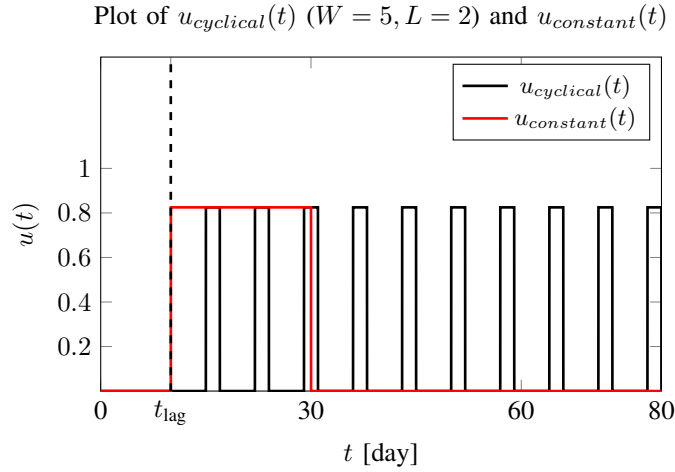 Plot of u_cyclical(t) (W = 5, L = 2) and u_constant(t)
u_cyclical(t)
u_constant(t)
1
0.8
0.6
0.4
0.2
u(t)
0 t_lag 30 60 80
t [day]